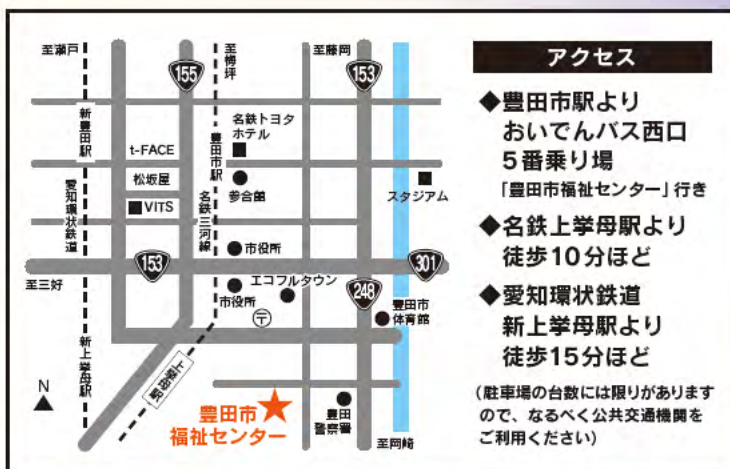 至瀬戸
至梅坪
至藤岡
155
153
新豊田駅
豊田市駅
名鉄トヨタ
ホテル
t-FACE
松坂屋
VITS
参合館
スタジアム
愛知環状鉄道
名鉄三河線
市役所
153
301
至三好
市役所
エコフルタウン
248
〒
豊田市
体育館
新上挙母駅
上挙母駅
N
豊田市
福祉センター
豊田
警察署
至岡崎
アクセス
◆豊田市駅より
おいでんバス西口
5番乗り場
「豊田市福祉センター」行き
◆名鉄上挙母駅より
徒歩10分ほど
◆愛知環状鉄道
新上挙母駅より
徒歩15分ほど
(駐車場の台数には限りがあります
ので、なるべく公共交通機関を
ご利用ください)